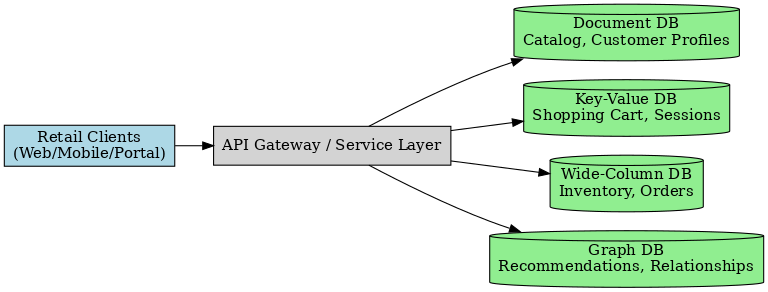 Retail Clients
(Web/Mobile/Portal)
API Gateway / Service Layer
Document DB
Catalog, Customer Profiles
Key-Value DB
Shopping Cart, Sessions
Wide-Column DB
Inventory, Orders
Graph DB
Recommendations, Relationships